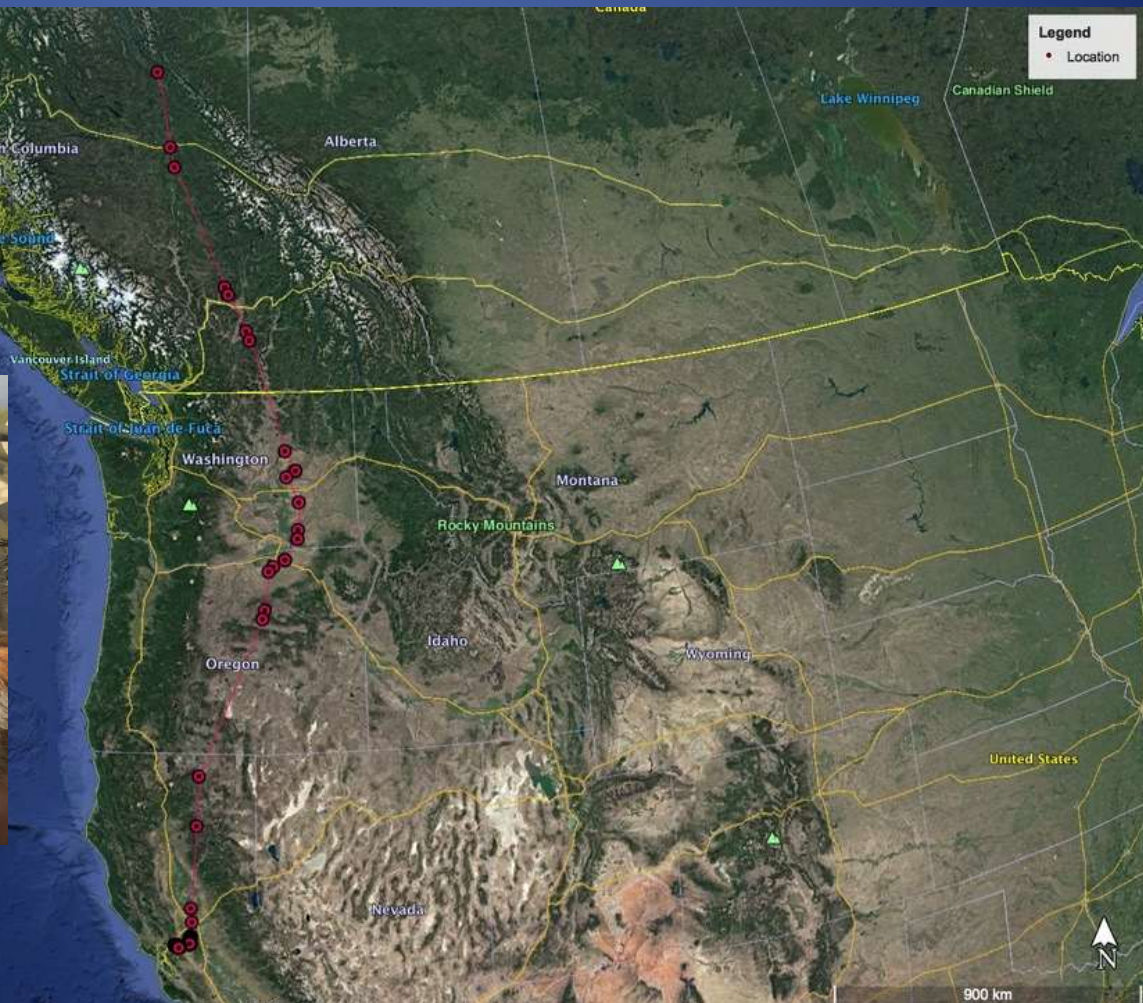 Canada
Legend
Location
Lake Winnipeg
Canadian Shield
Alberta
n Columbia
e Sound
Vancouver Island
Strait of Georgia
Strait of Juan de Fuca
Washington
Montana
Rocky Mountains
Idaho
Wyoming
Oregon
United States
Nevada
N
900 km